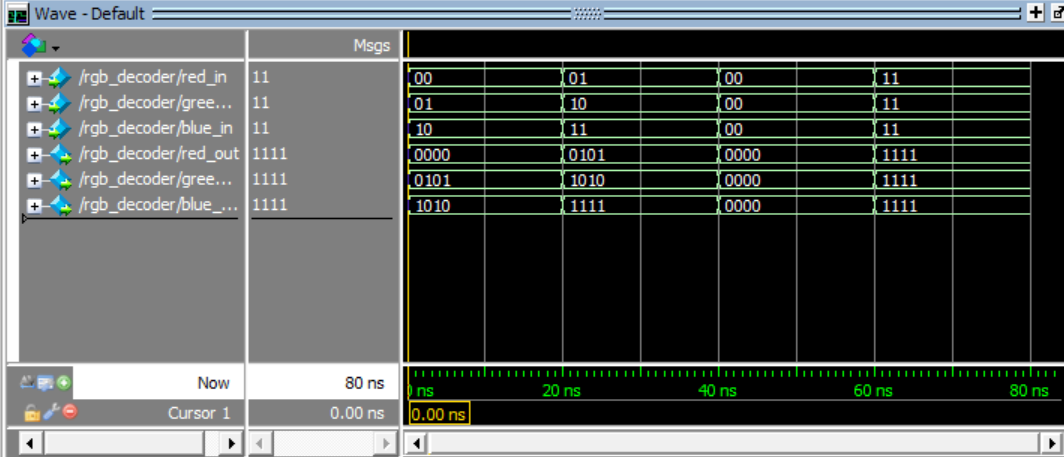 Wave - Default
Msgs
/rgb_decoder/red_in 11 00 01 00 11
/rgb_decoder/gree... 11 01 10 00 11
/rgb_decoder/blue_in 11 10 11 00 11
/rgb_decoder/red_out 1111 0000 0101 0000 1111
/rgb_decoder/gree... 1111 0101 1010 0000 1111
/rgb_decoder/blue_... 1111 1010 1111 0000 1111
Now 80 ns 0 ns 20 ns 40 ns 60 ns 80 ns
Cursor 1 0.00 ns 0.00 ns